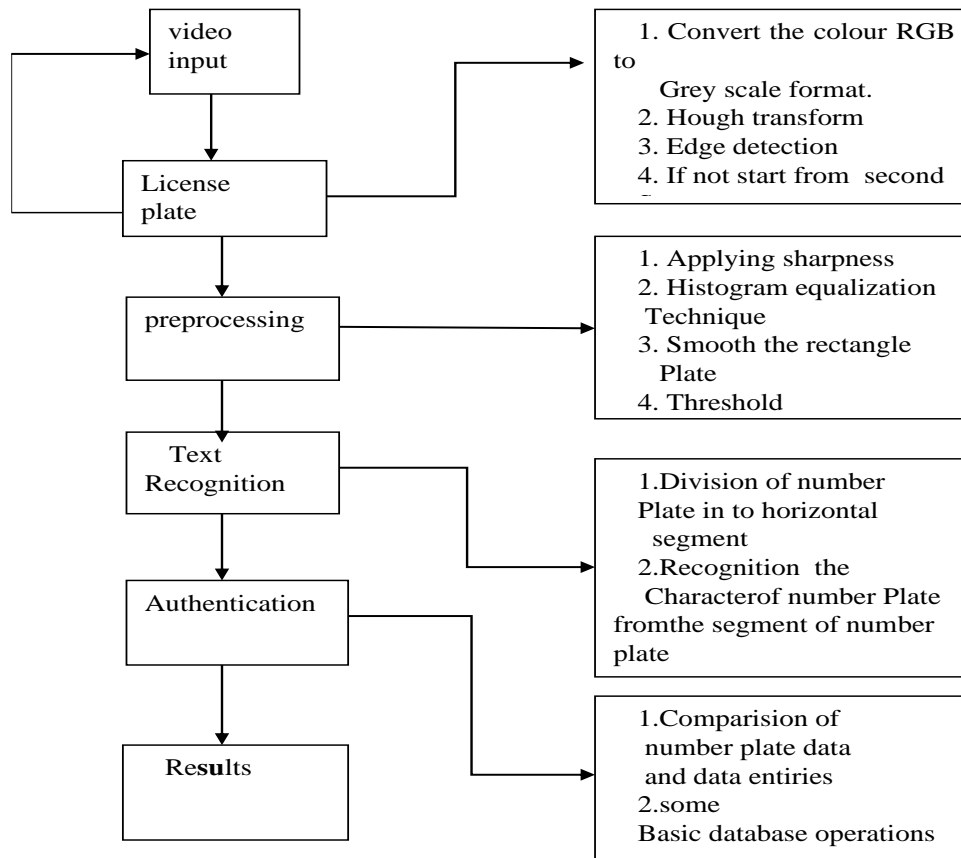 video
input
License
plate
preprocessing
Text
Recognition
Authentication
Results
1. Convert the colour RGB
to
Grey scale format.
2. Hough transform
3. Edge detection
4. If not start from second
1. Applying sharpness
2. Histogram equalization
Technique
3. Smooth the rectangle
Plate
4. Threshold
1.Division of number
Plate in to horizontal
segment
2.Recognition the
Characterof number Plate
fromthe segment of number
plate
1.Comparision of
number plate data
and data entiries
2.some
Basic database operations